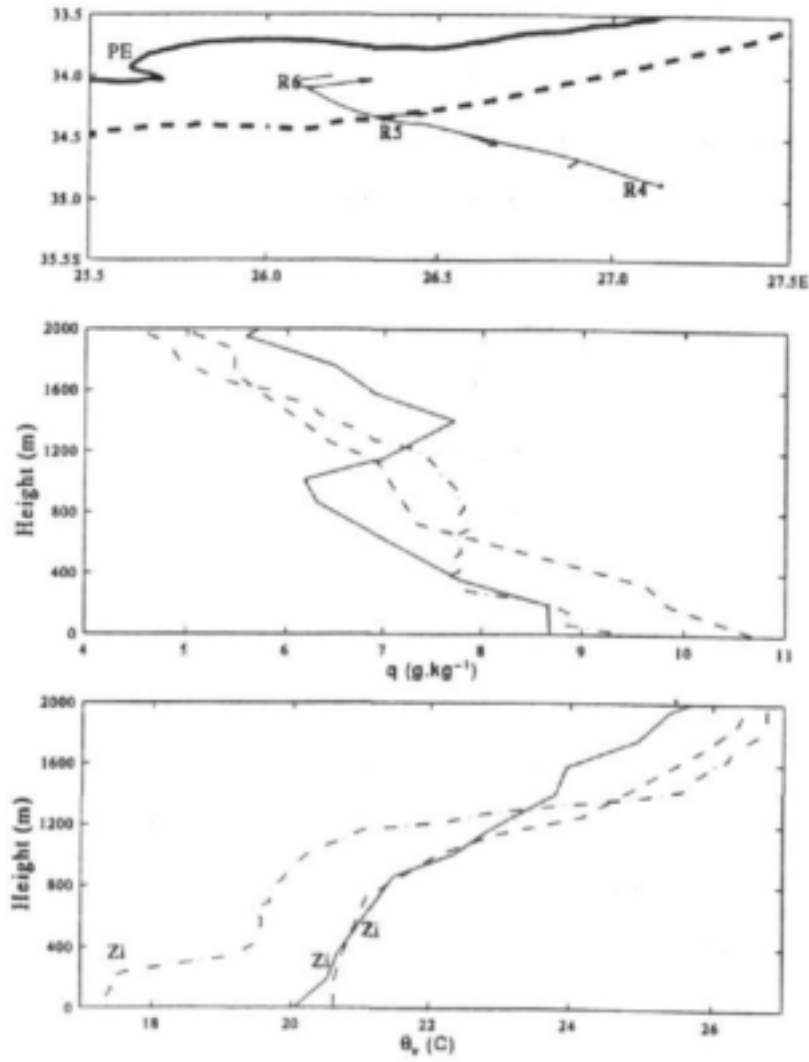 33.5
PE
34.0
R6
34.5
R5
35.0
R4
35.5S
25.5 26.0 26.5 27.0 27.5E
2000
1600
1200
800
400
0
Height (m)
4 5 6 7 8 9 10 11
q (g.kg⁻¹)
2000
1600
1200
800
400
0
Height (m)
Zi
Zi
Zi
18 20 22 24 26
θᵥ (C)